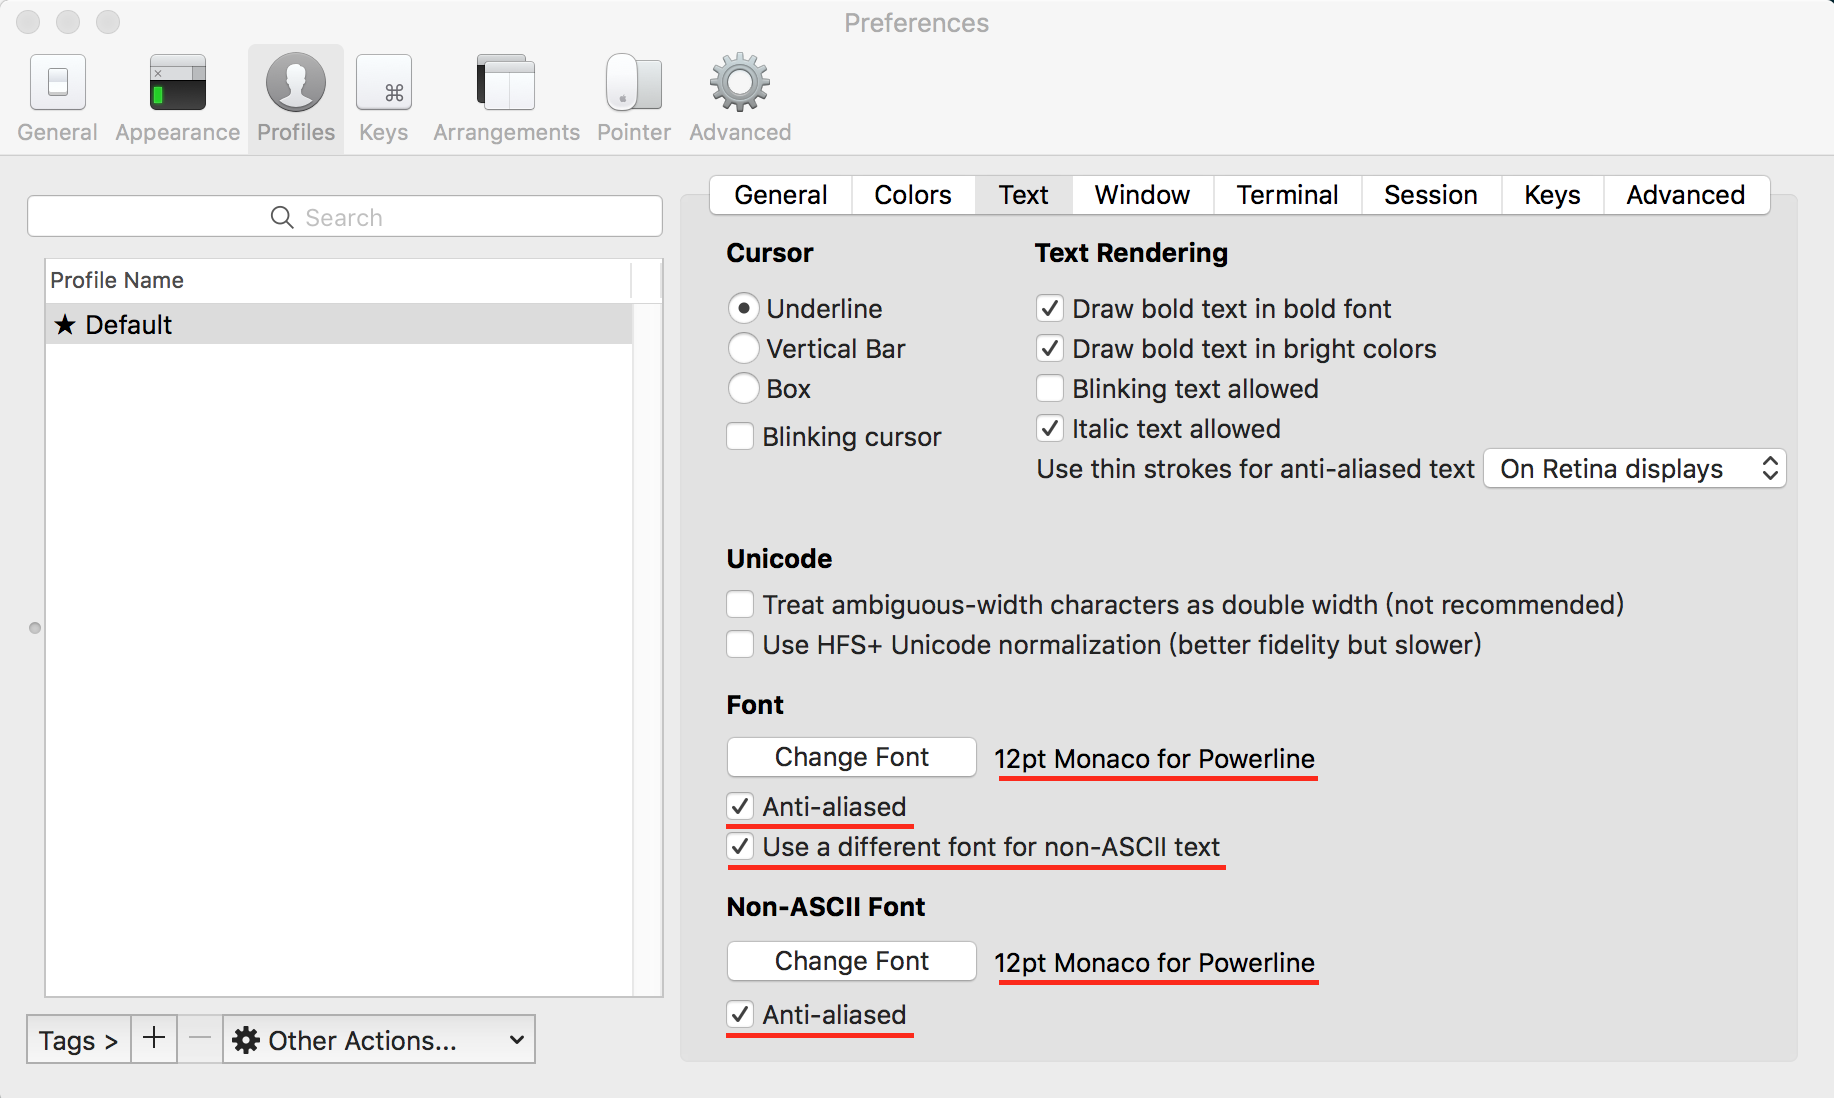 Preferences
General Appearance Profiles Keys Arrangements Pointer Advanced
Search
Profile Name
★ Default
Tags > + — Other Actions...
General Colors Text Window Terminal Session Keys Advanced
Cursor
Underline
Vertical Bar
Box
Blinking cursor
Text Rendering
Draw bold text in bold font
Draw bold text in bright colors
Blinking text allowed
Italic text allowed
Use thin strokes for anti-aliased text On Retina displays
Unicode
Treat ambiguous-width characters as double width (not recommended)
Use HFS+ Unicode normalization (better fidelity but slower)
Font
Change Font 12pt Monaco for Powerline
Anti-aliased
Use a different font for non-ASCII text
Non-ASCII Font
Change Font 12pt Monaco for Powerline
Anti-aliased